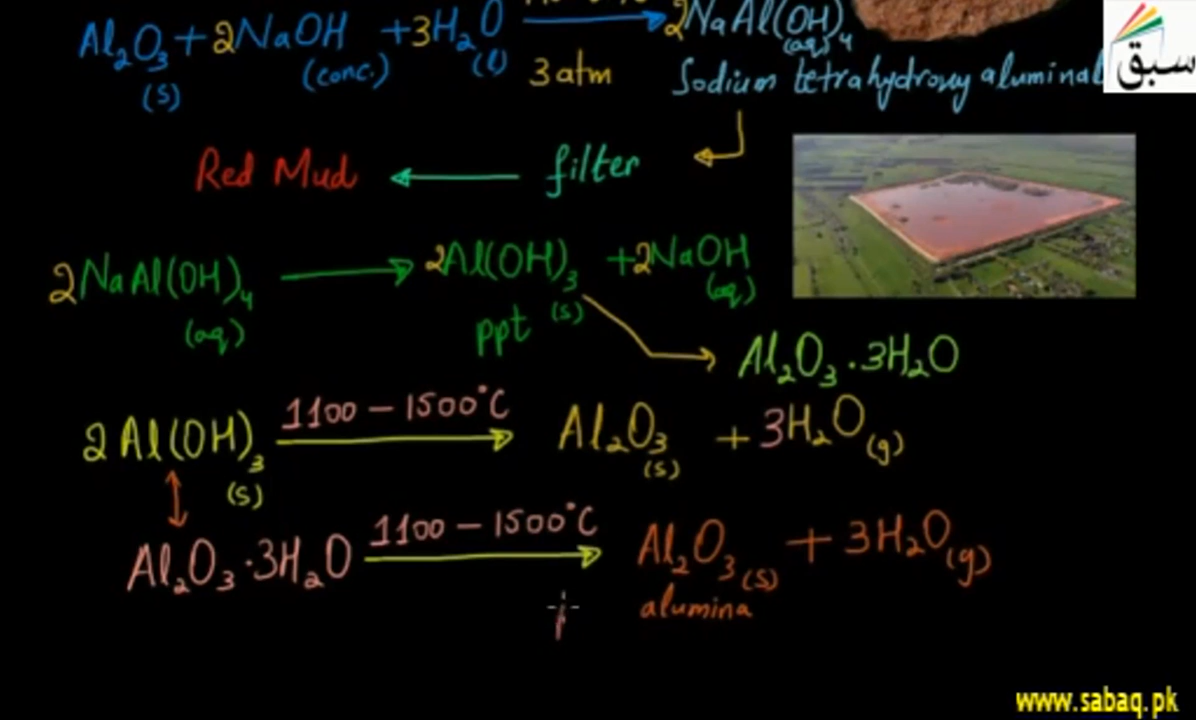 Al₂O₃ + 2NaOH + 3H₂O → 2NaAl(OH)₄
(s) (conc.) (l) 3 atm (aq)
Sodium tetrahydroxy
سبق
Red Mud ← filter
2NaAl(OH)₄ → 2Al(OH)₃ + 2NaOH
(aq) ppt (s) (aq)
Al₂O₃·3H₂O
2Al(OH)₃ 1100 – 1500°C → Al₂O₃ + 3H₂O(g)
(s) (s)
Al₂O₃·3H₂O 1100 – 1500°C → Al₂O₃(s) + 3H₂O(g)
alumina
www.sabaq.pk